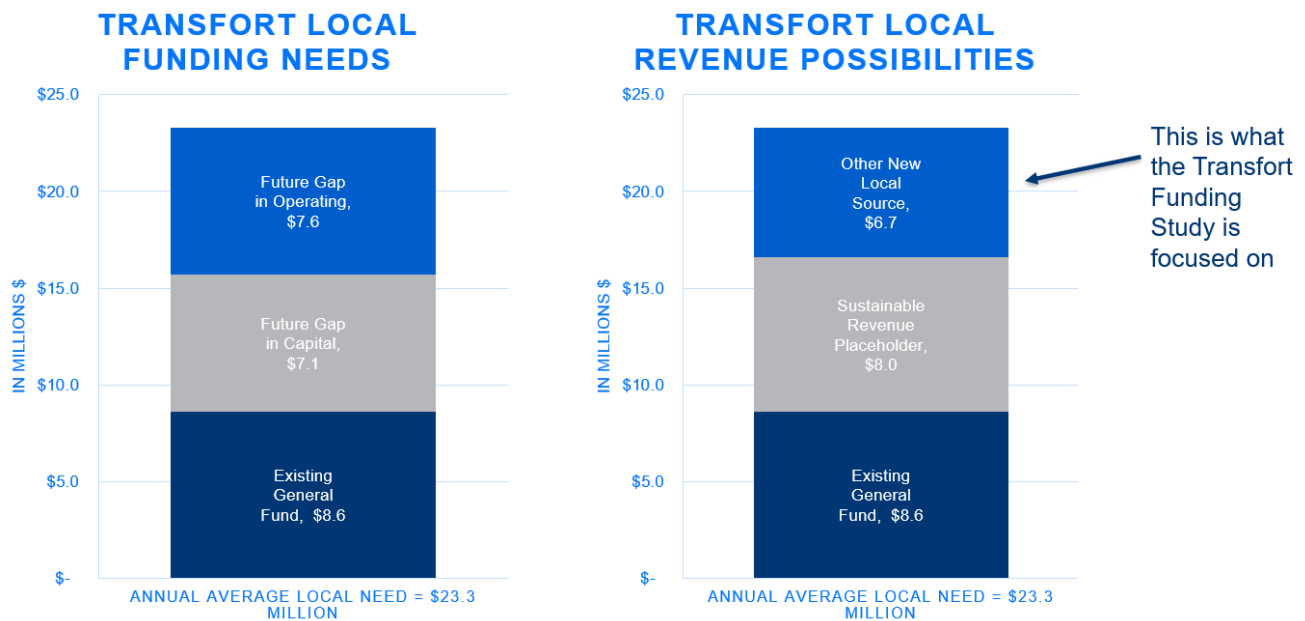 TRANSFORT LOCAL
FUNDING NEEDS
$25.0
$20.0
$15.0
$10.0
$5.0
$-
IN MILLIONS $
Future Gap
in Operating,
$7.6
Future Gap
in Capital,
$7.1
Existing
General
Fund, $8.6
ANNUAL AVERAGE LOCAL NEED = $23.3
MILLION
TRANSFORT LOCAL
REVENUE POSSIBILITIES
$25.0
$20.0
$15.0
$10.0
$5.0
$-
IN MILLIONS $
Other New
Local
Source,
$6.7
Sustainable
Revenue
Placeholder,
$8.0
Existing
General
Fund, $8.6
ANNUAL AVERAGE LOCAL NEED = $23.3
MILLION
This is what
the Transfort
Funding
Study is
focused on